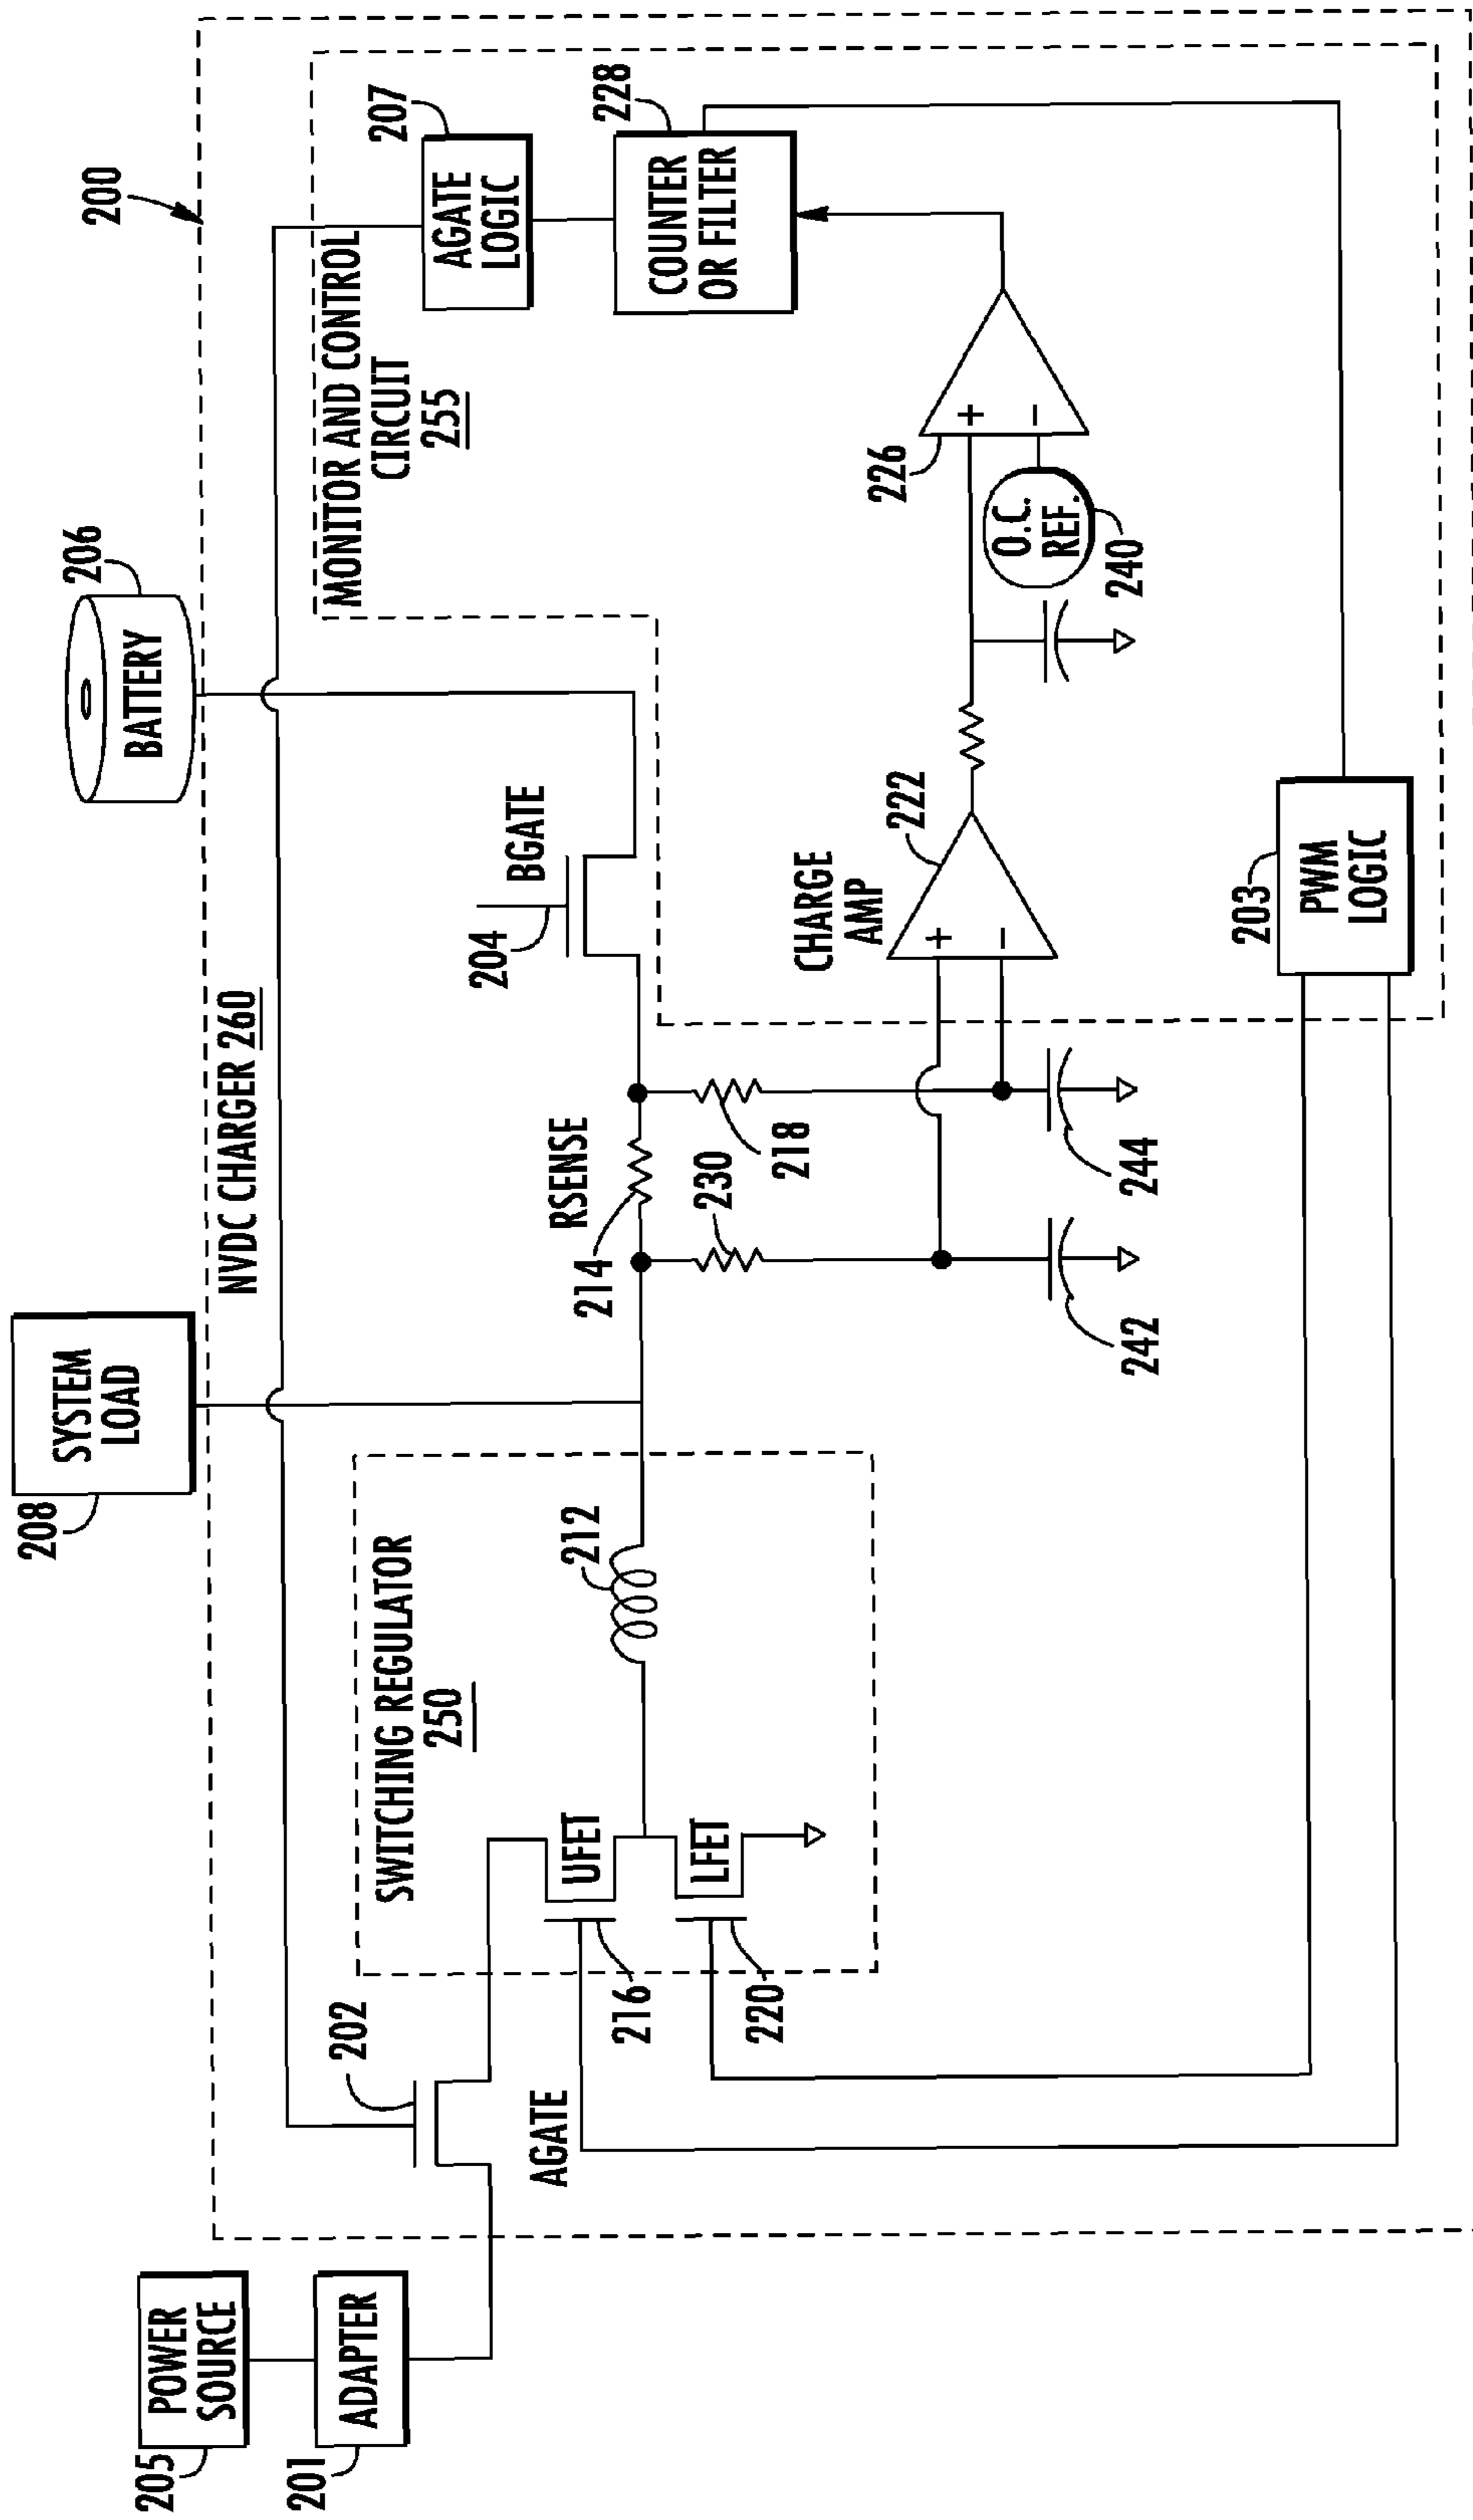 200
205
POWER
SOURCE
201
ADAPTER
202
AGATE
208
SYSTEM
LOAD
206
BATTERY
NVDC CHARGER 260
SWITCHING REGULATOR
250
UFET
LFET
216
220
212
214
RSENSE
230
218
242
244
204
BGATE
MONITOR AND CONTROL
CIRCUIT
255
207
AGATE
LOGIC
228
COUNTER
OR FILTER
CHARGE
AMP
222
+
−
226
+
−
O.C.
REF.
240
203
PWM
LOGIC